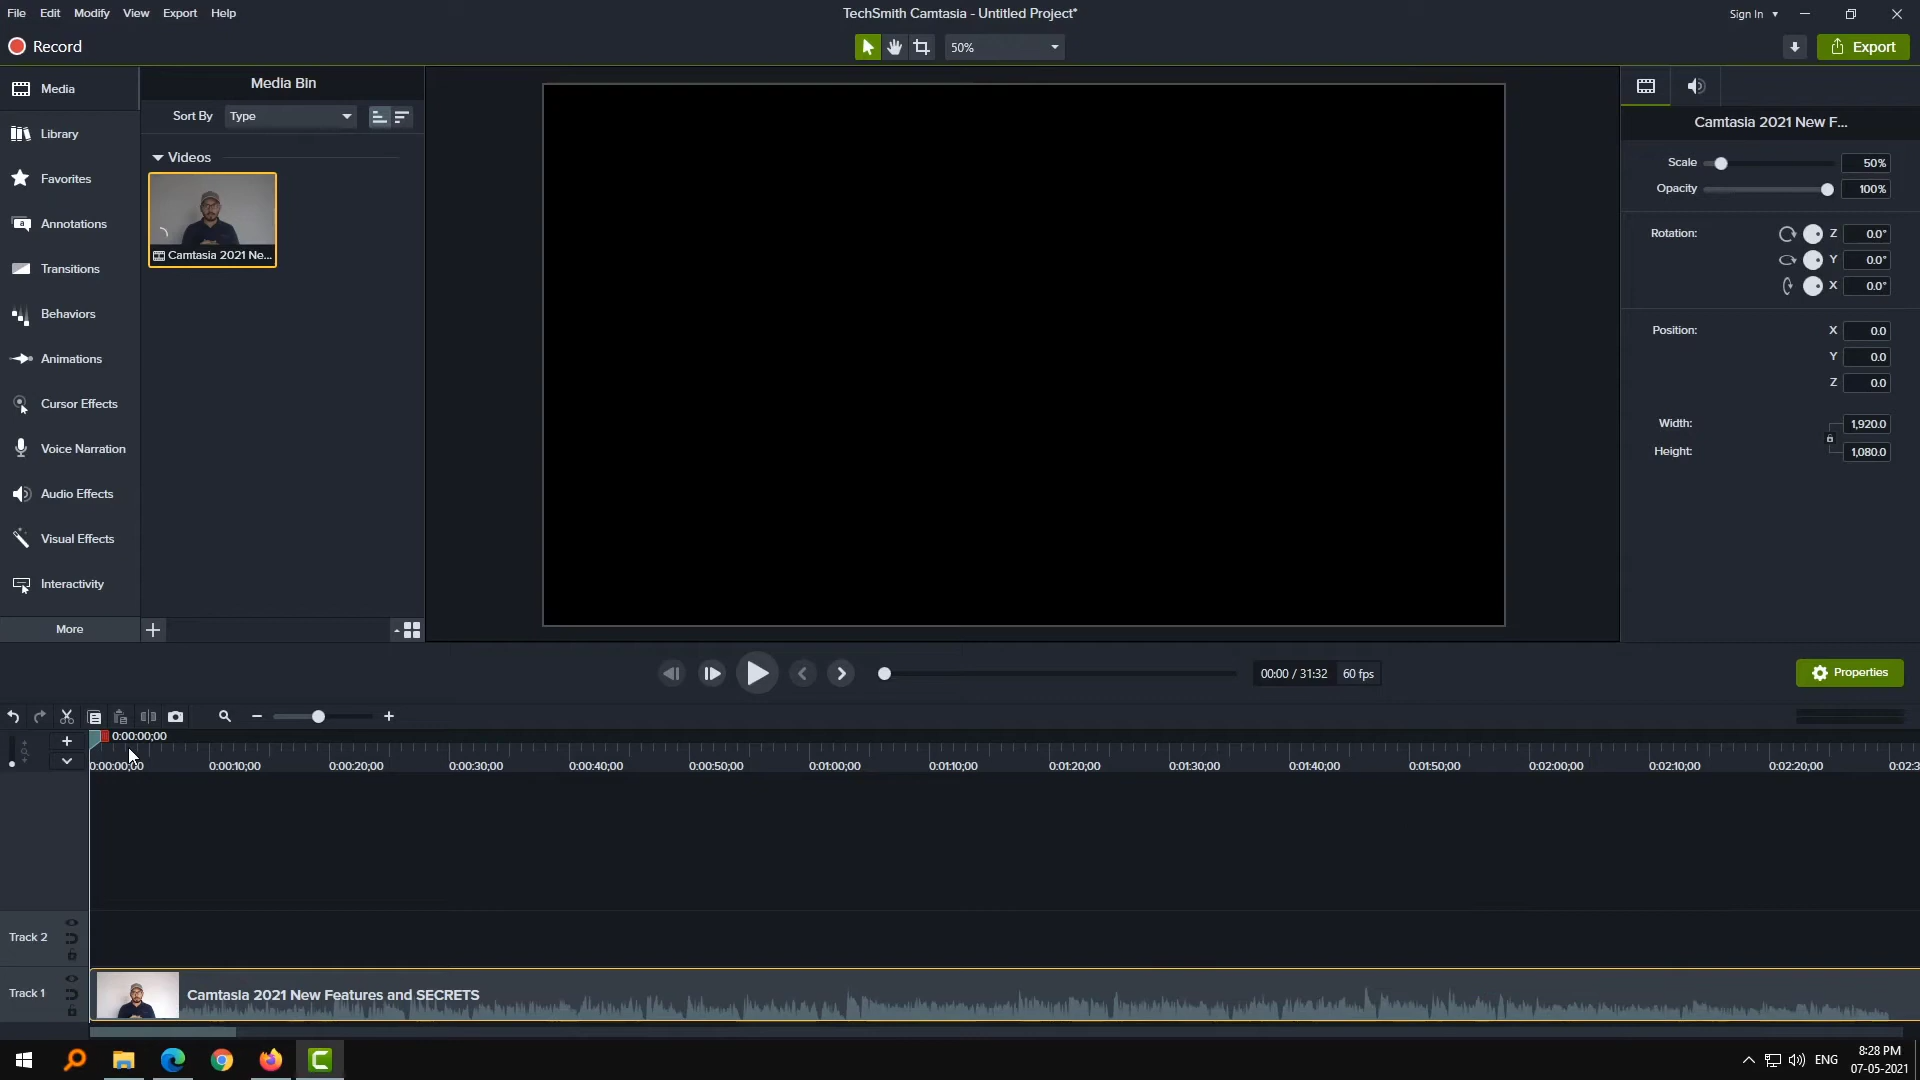 File Edit Modify View Export Help
TechSmith Camtasia - Untitled Project*
Sign In
Record
50%
Export
Media
Library
Favorites
Annotations
Transitions
Behaviors
Animations
Cursor Effects
Voice Narration
Audio Effects
Visual Effects
Interactivity
More
Media Bin
Sort By Type
Videos
Camtasia 2021 Ne...
Camtasia 2021 New F...
Scale 50%
Opacity 100%
Rotation: Z 0.0°
Y 0.0°
X 0.0°
Position: X 0.0
Y 0.0
Z 0.0
Width: 1,920.0
Height: 1,080.0
00:00 / 31:32 60 fps
Properties
0:00:00;00
0:00:00;00 0:00:10;00 0:00:20;00 0:00:30;00 0:00:40;00 0:00:50;00 0:01:00;00 0:01:10;00 0:01:20;00 0:01:30;00 0:01:40;00 0:01:50;00 0:02:00;00 0:02:10;00 0:02:20;00 0:02:3
Track 2
Track 1
Camtasia 2021 New Features and SECRETS
ENG
8:28 PM
07-05-2021